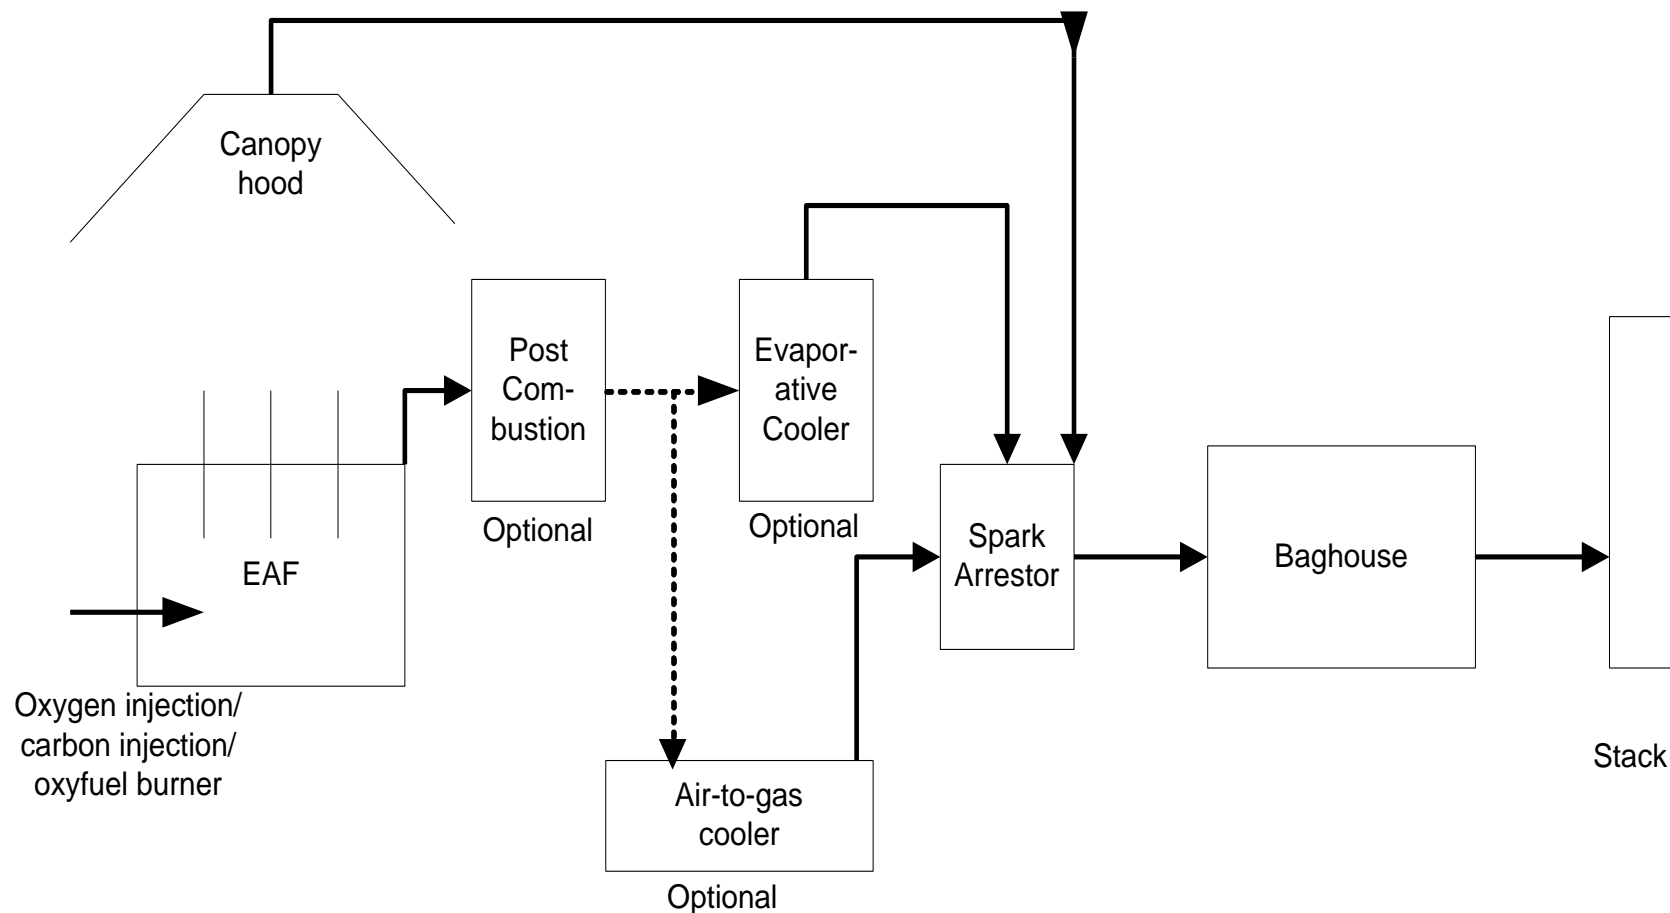 Canopy
hood
Post
Com-
bustion
Optional
Evapor-
ative
Cooler
Optional
EAF
Oxygen injection/
carbon injection/
oxyfuel burner
Spark
Arrestor
Baghouse
Stack
Air-to-gas
cooler
Optional